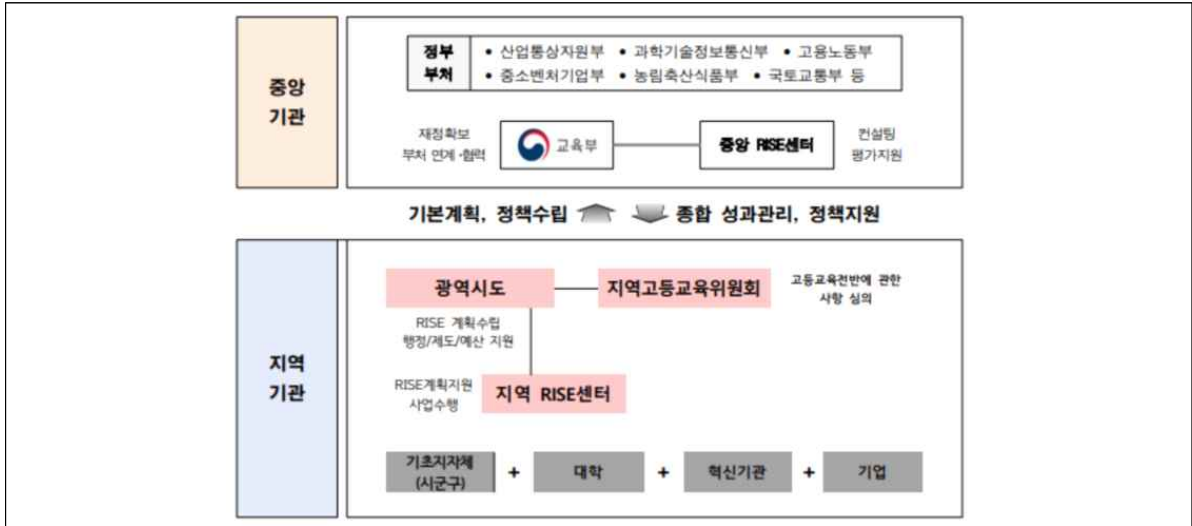 중앙
기관
정부
부처
• 산업통상자원부 • 과학기술정보통신부 • 고용노동부
• 중소벤처기업부 • 농림축산식품부 • 국토교통부 등
재정확보
부처 연계·협력
교육부
중앙 RISE센터
컨설팅
평가지원
기본계획, 정책수립
종합 성과관리, 정책지원
지역
기관
광역시도
지역고등교육위원회
고등교육전반에 관한
사항 심의
RISE 계획수립
행정/제도/예산 지원
RISE계획지원
사업수행
지역 RISE센터
기초지자체
(시군구)
+
대학
+
혁신기관
+
기업